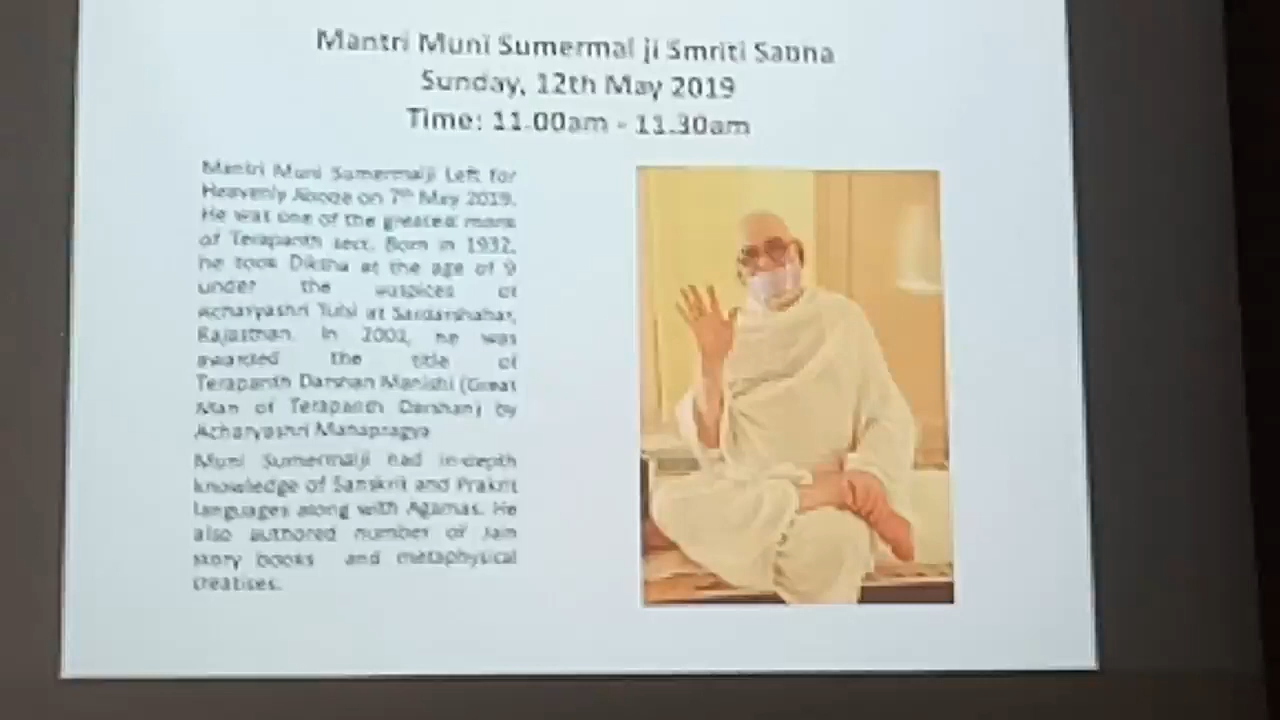 Mantri Muni Sumermal ji Smriti Sabha
Sunday, 12th May 2019
Time: 11.00am - 11.30am
Mantri Muni Sumermalji Left for
Heavenly Abode on 7th May 2019.
He was one of the greatest monk
of Terapanth sect. Born in 1932,
he took Diksha at the age of 9
under the auspices of
Acharyashri Tulsi at Sardarshahar,
Rajasthan. In he was
awarded the title of
Terapanth Darshan Manishi (Great
Man of Terapanth Darshan) by
Acharyashri Mahapragya
Muni Sumermalji had in-depth
knowledge of Sanskrit and Prakrit
languages along with Agamas. He
also authored number of Jain
story books and metaphysical
treatises.